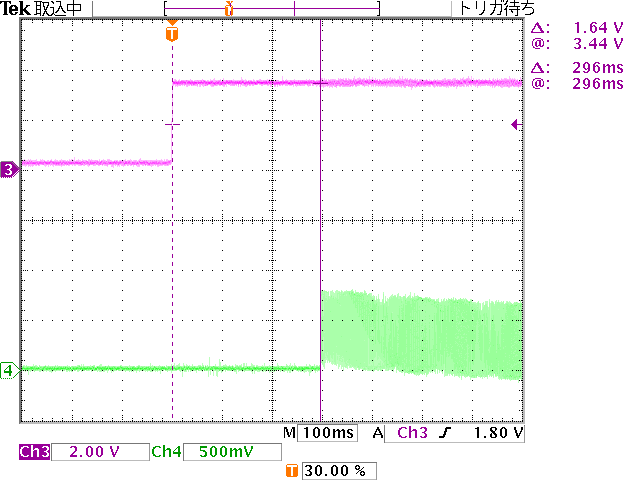 Tek 取込中 トリガ待ち
T
Δ: 1.64 V
@: 3.44 V
Δ: 296ms
@: 296ms
T
3
4
M 100ms A Ch3 1.80 V
Ch3 2.00 V Ch4 500mV
T 30.00 %